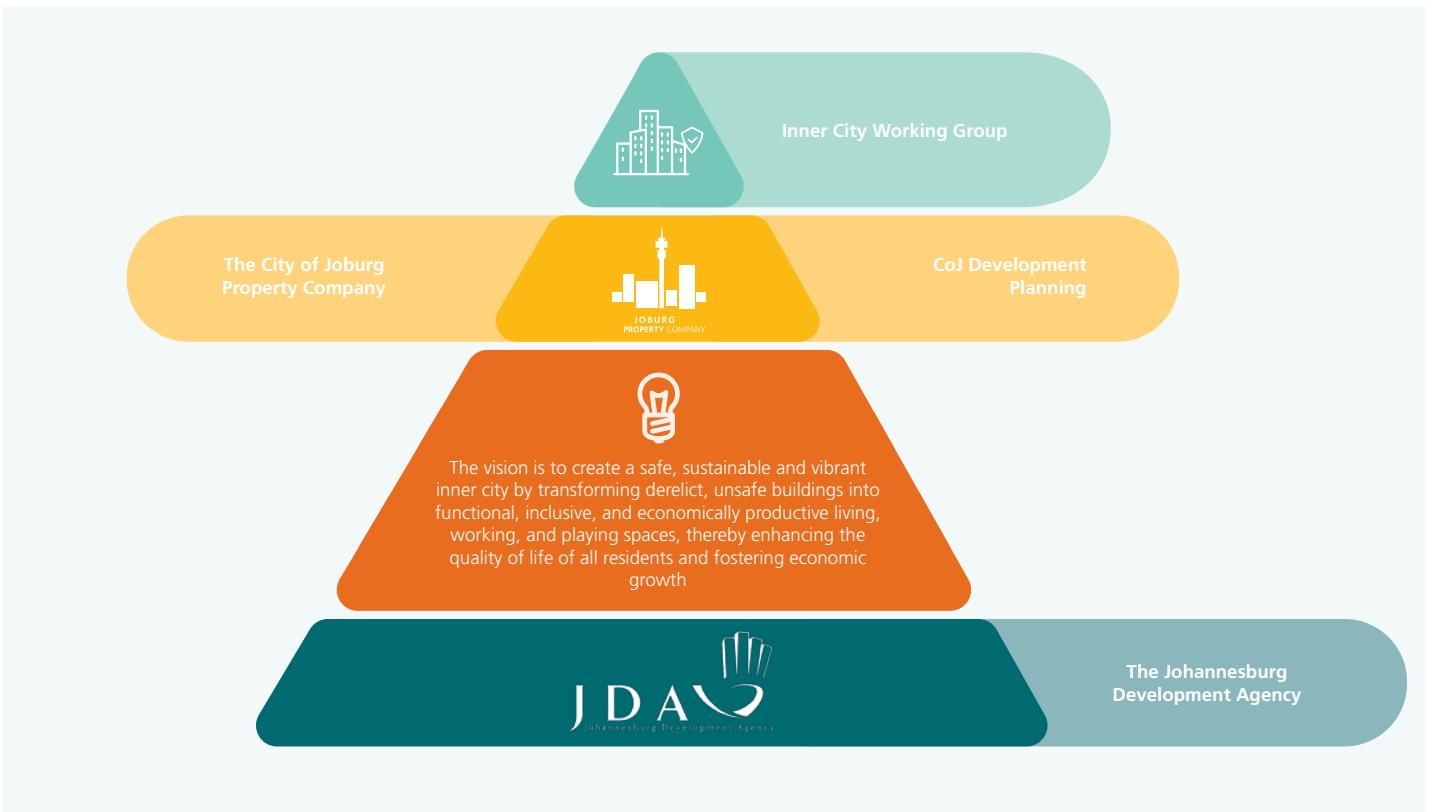 Inner City Working Group
The City of Joburg
Property Company
JOBURG
PROPERTY COMPANY
CoJ Development
Planning
The vision is to create a safe, sustainable and vibrant
inner city by transforming derelict, unsafe buildings into
functional, inclusive, and economically productive living,
working, and playing spaces, thereby enhancing the
quality of life of all residents and fostering economic
growth
JDA
Johannesburg Development Agency
The Johannesburg
Development Agency